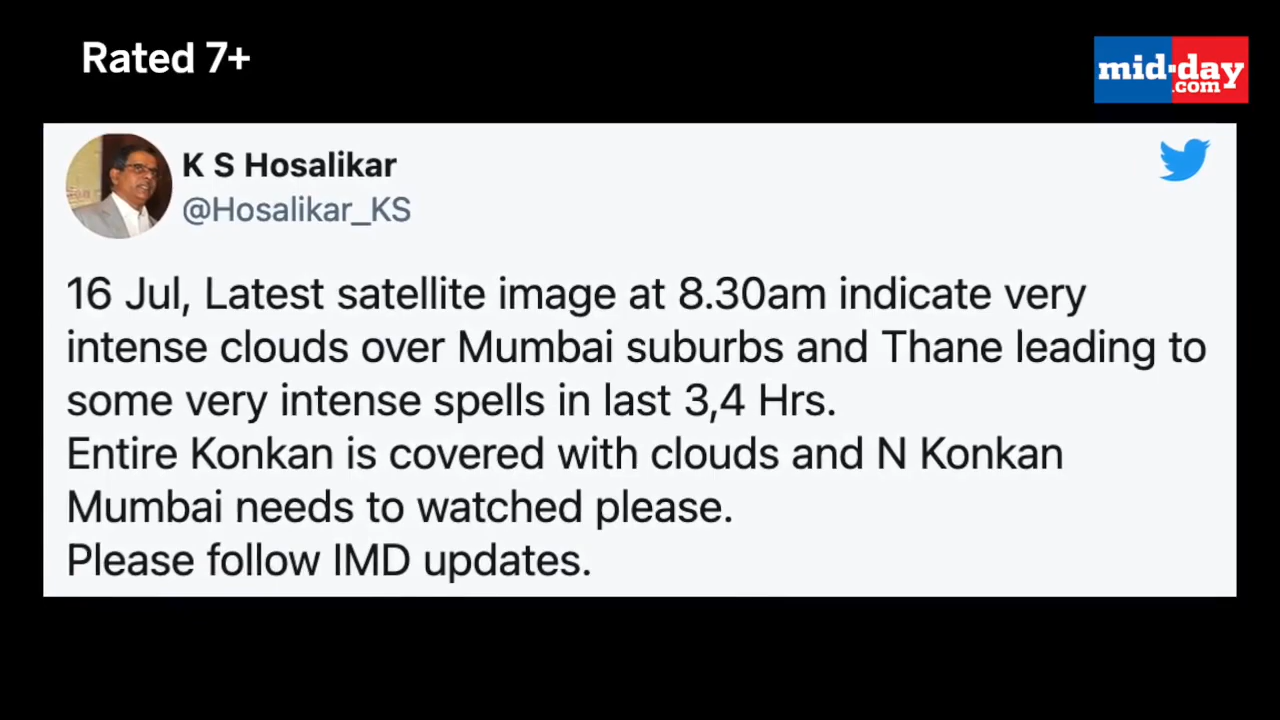 Rated 7+
mid-day
.com
K S Hosalikar
@Hosalikar_KS
16 Jul, Latest satellite image at 8.30am indicate very
intense clouds over Mumbai suburbs and Thane leading to
some very intense spells in last 3,4 Hrs.
Entire Konkan is covered with clouds and N Konkan
Mumbai needs to watched please.
Please follow IMD updates.